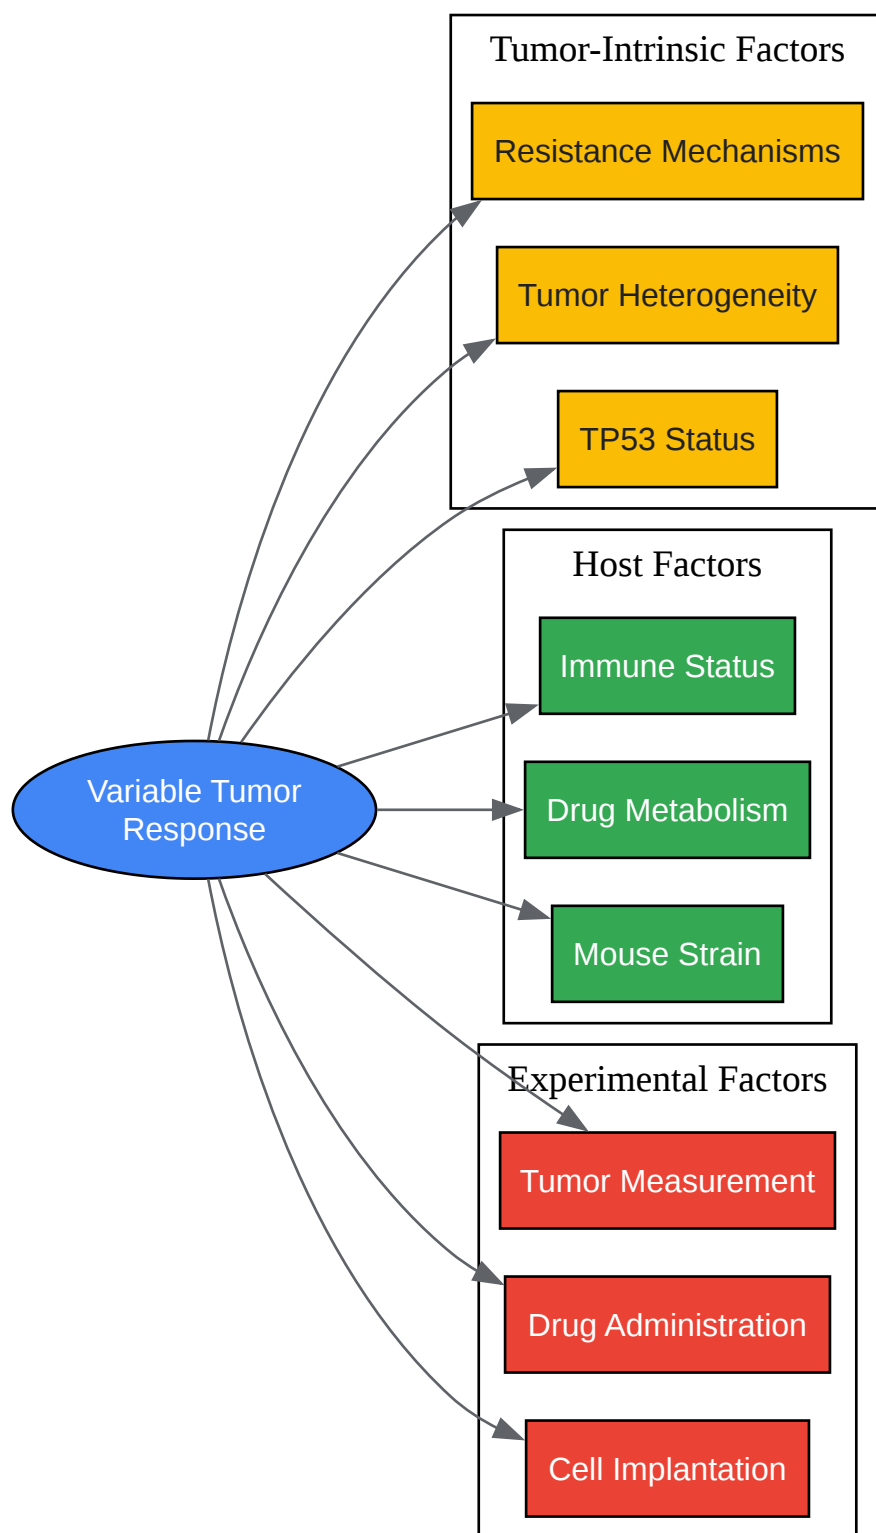 Tumor-Intrinsic Factors
Resistance Mechanisms
Tumor Heterogeneity
TP53 Status
Host Factors
Immune Status
Drug Metabolism
Mouse Strain
Variable Tumor
Response
Experimental Factors
Tumor Measurement
Drug Administration
Cell Implantation